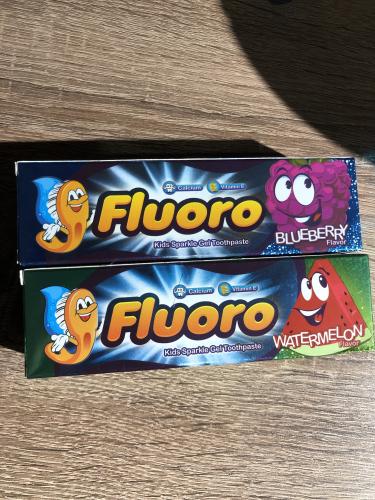 Calcium Vitamin E
Fluoro
Kids Sparkle Gel Toothpaste
BLUEBERRY
Flavor
Calcium Vitamin E
Fluoro
Kids Sparkle Gel Toothpaste
WATERMELON
Flavor